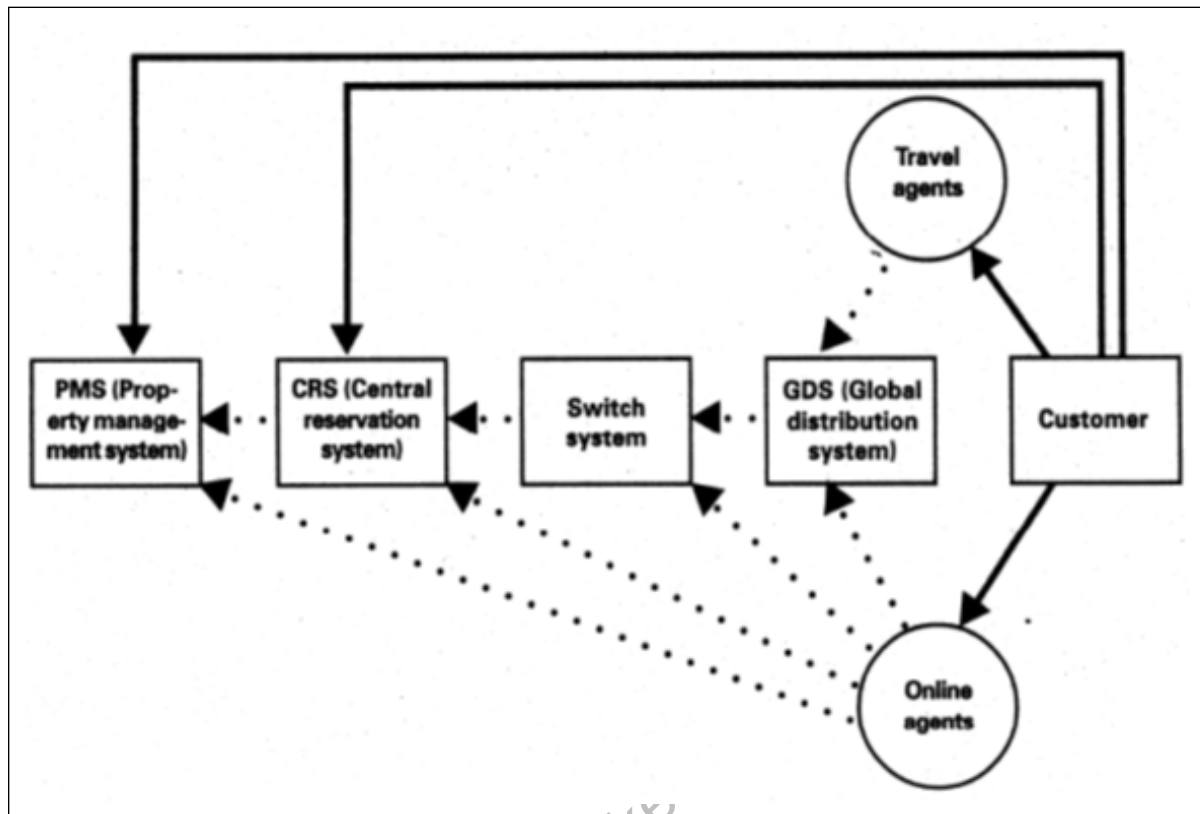 Travel
agents
PMS (Prop-
erty manage-
ment system)
CRS (Central
reservation
system)
Switch
system
GDS (Global
distribution
system)
Customer
Online
agents